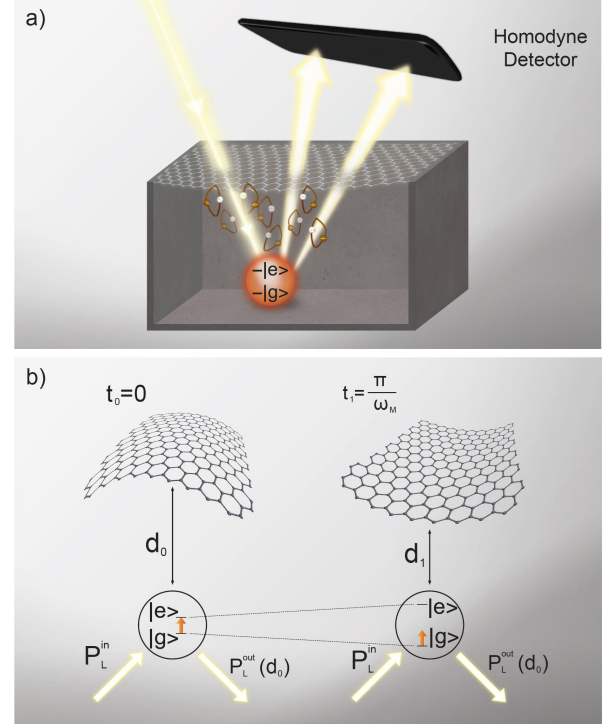 a)
Homodyne
Detector
–|e>
–|g>
b)
t₀=0
t₁=π/ω_M
d₀
d₁
|e>
|g>
|e>
|g>
P_L^in
P_L^out (d₀)
P_L^in
P_L^out (d₀)